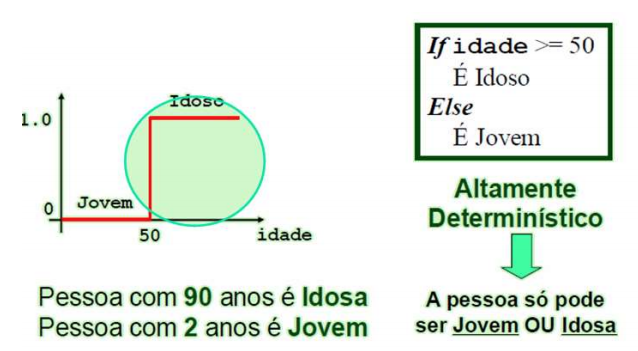 If idade >= 50
É Idoso
Else
É Jovem
Idoso
1.0
Jovem
0
50
idade
Altamente
Determinístico
Pessoa com 90 anos é Idosa
Pessoa com 2 anos é Jovem
A pessoa só pode
ser Jovem OU Idosa